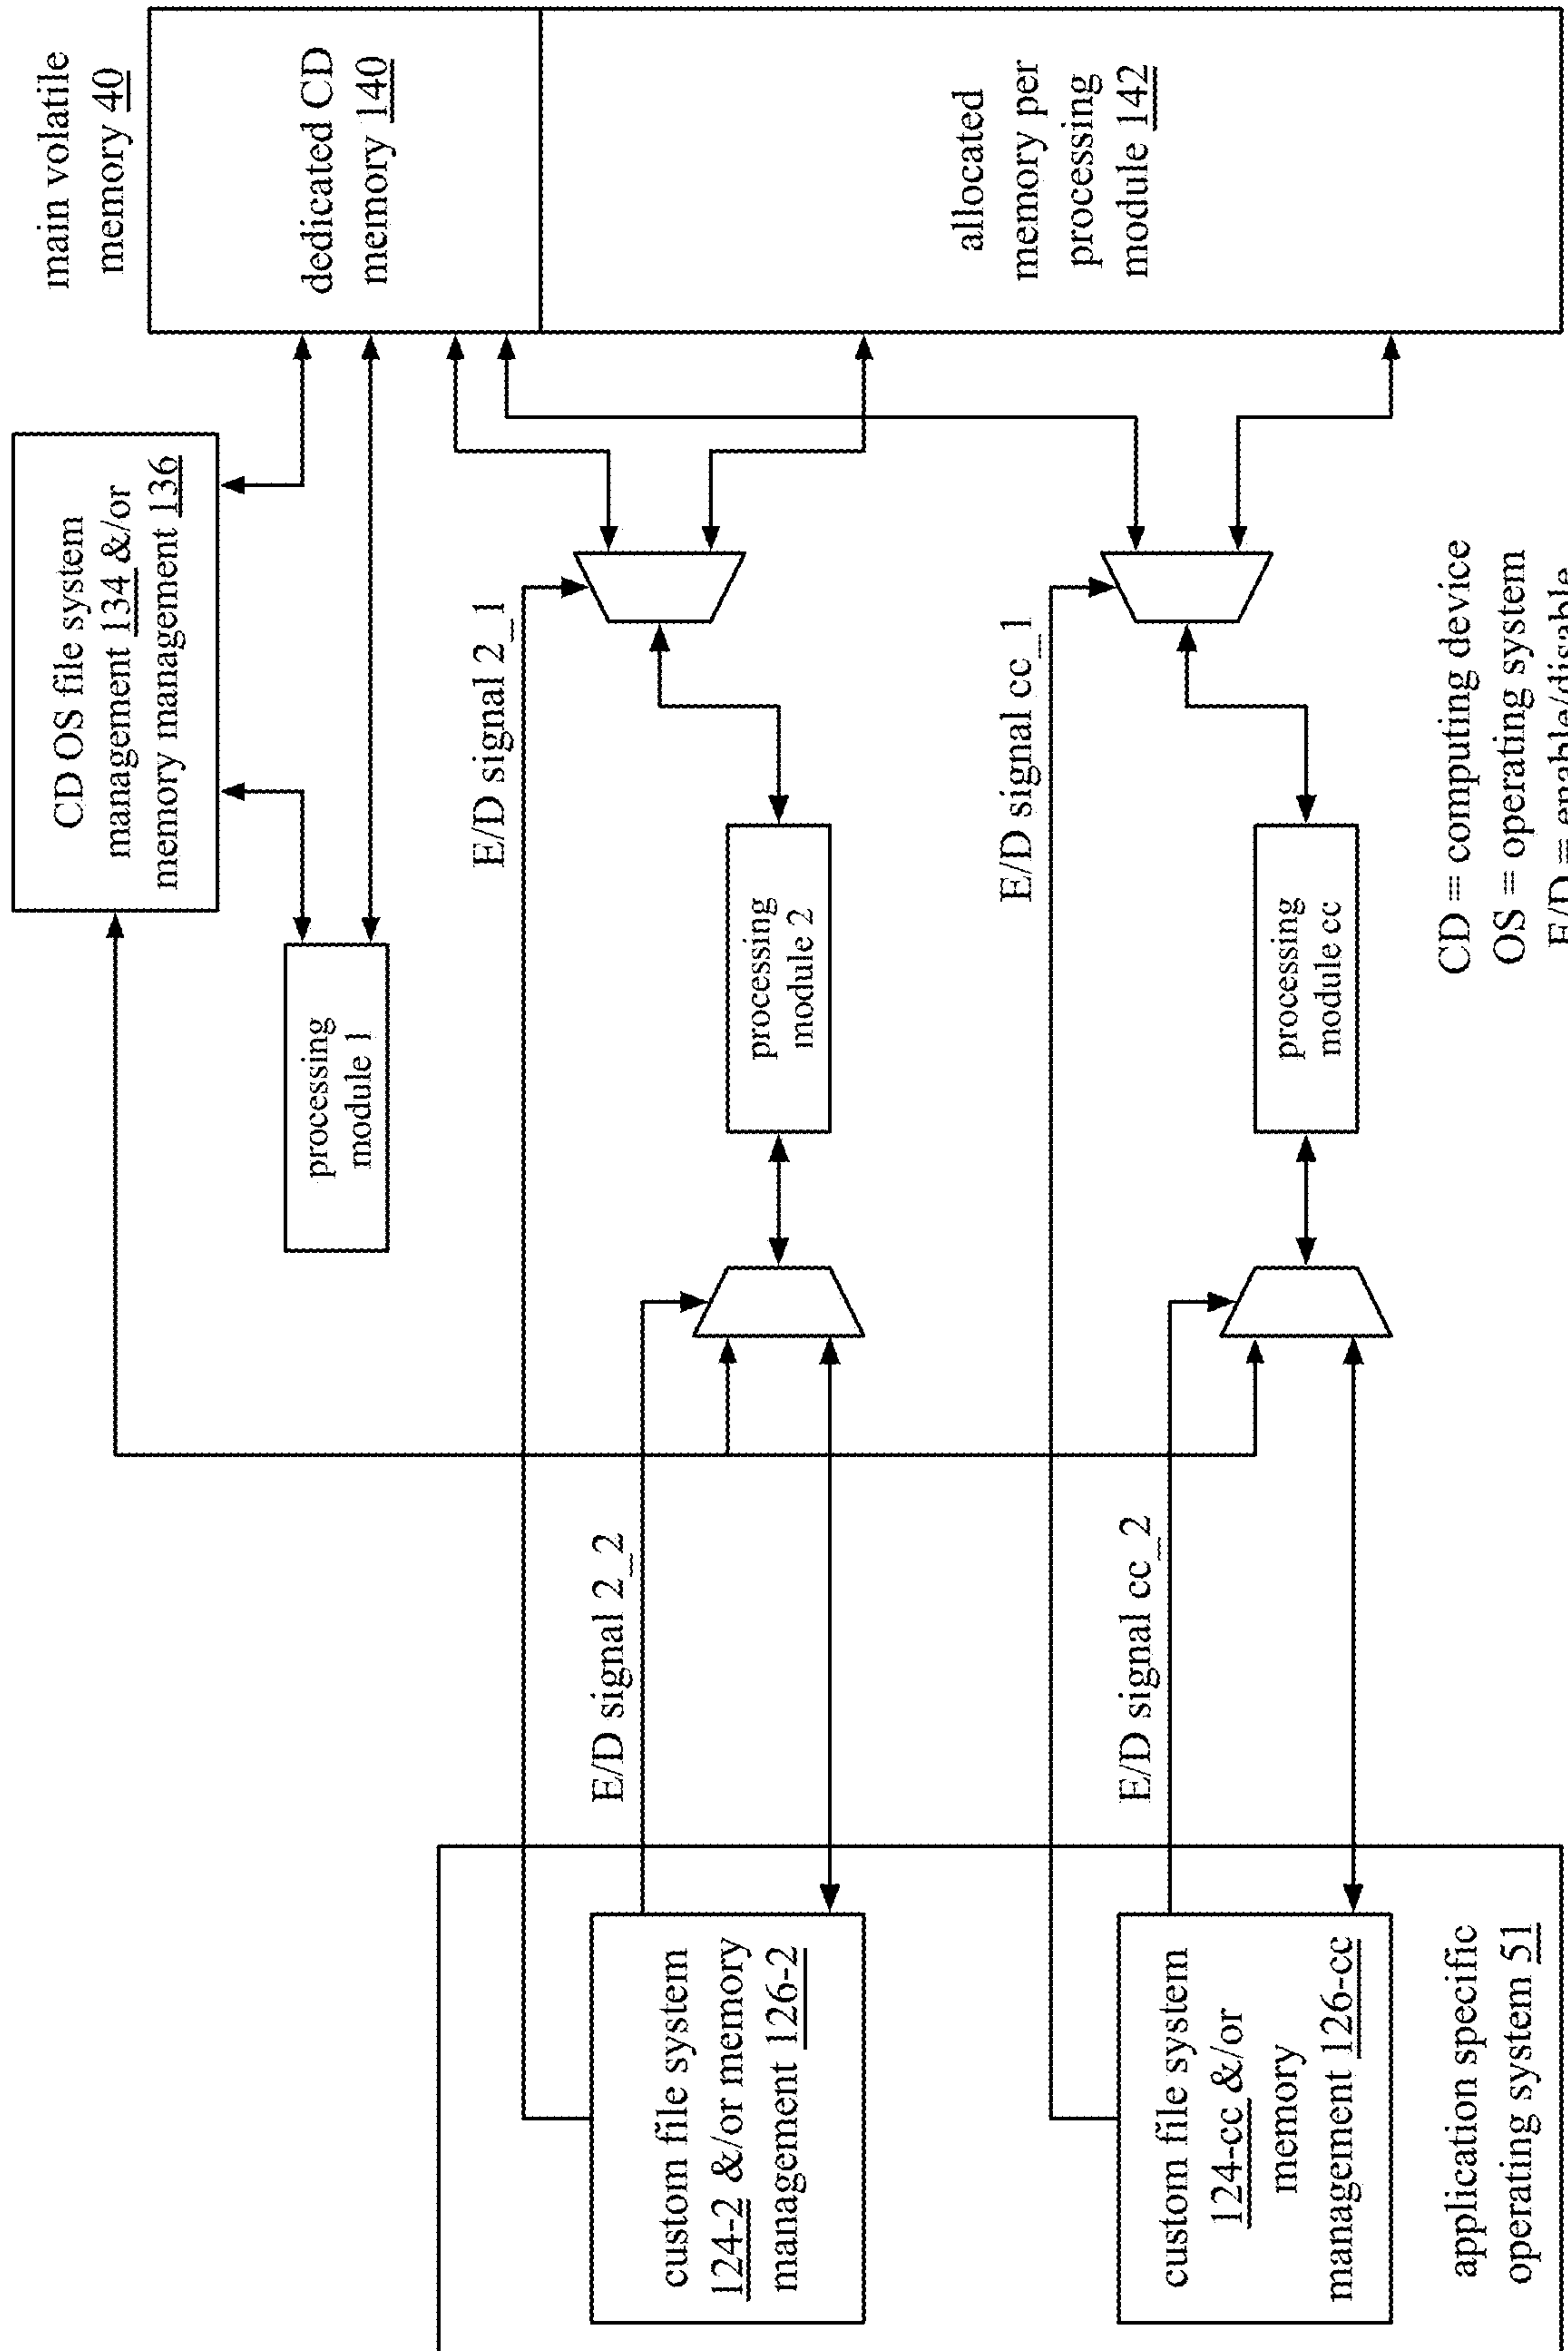 CD OS file system
management 134 &/or
memory management 136
main volatile
memory 40
dedicated CD
memory 140
processing
module 1
E/D signal 2_1
E/D signal 2_2
custom file system
124-2 &/or memory
management 126-2
processing
module 2
allocated
memory per
processing
module 142
E/D signal cc_1
E/D signal cc_2
custom file system
124-cc &/or
memory
management 126-cc
processing
module cc
application specific
operating system 51
CD = computing device
OS = operating system
E/D = enable/disable